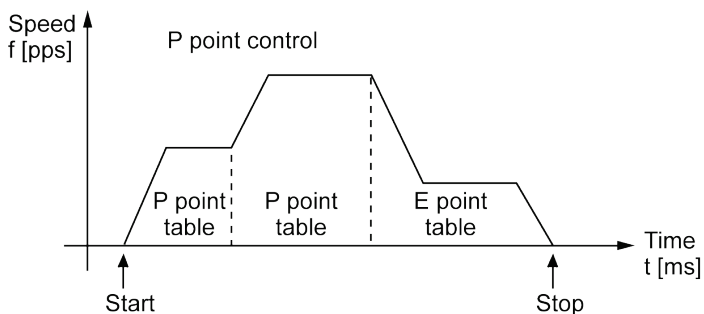 Speed
f [pps]
P point control
P point
table
P point
table
E point
table
Time
t [ms]
Start
Stop